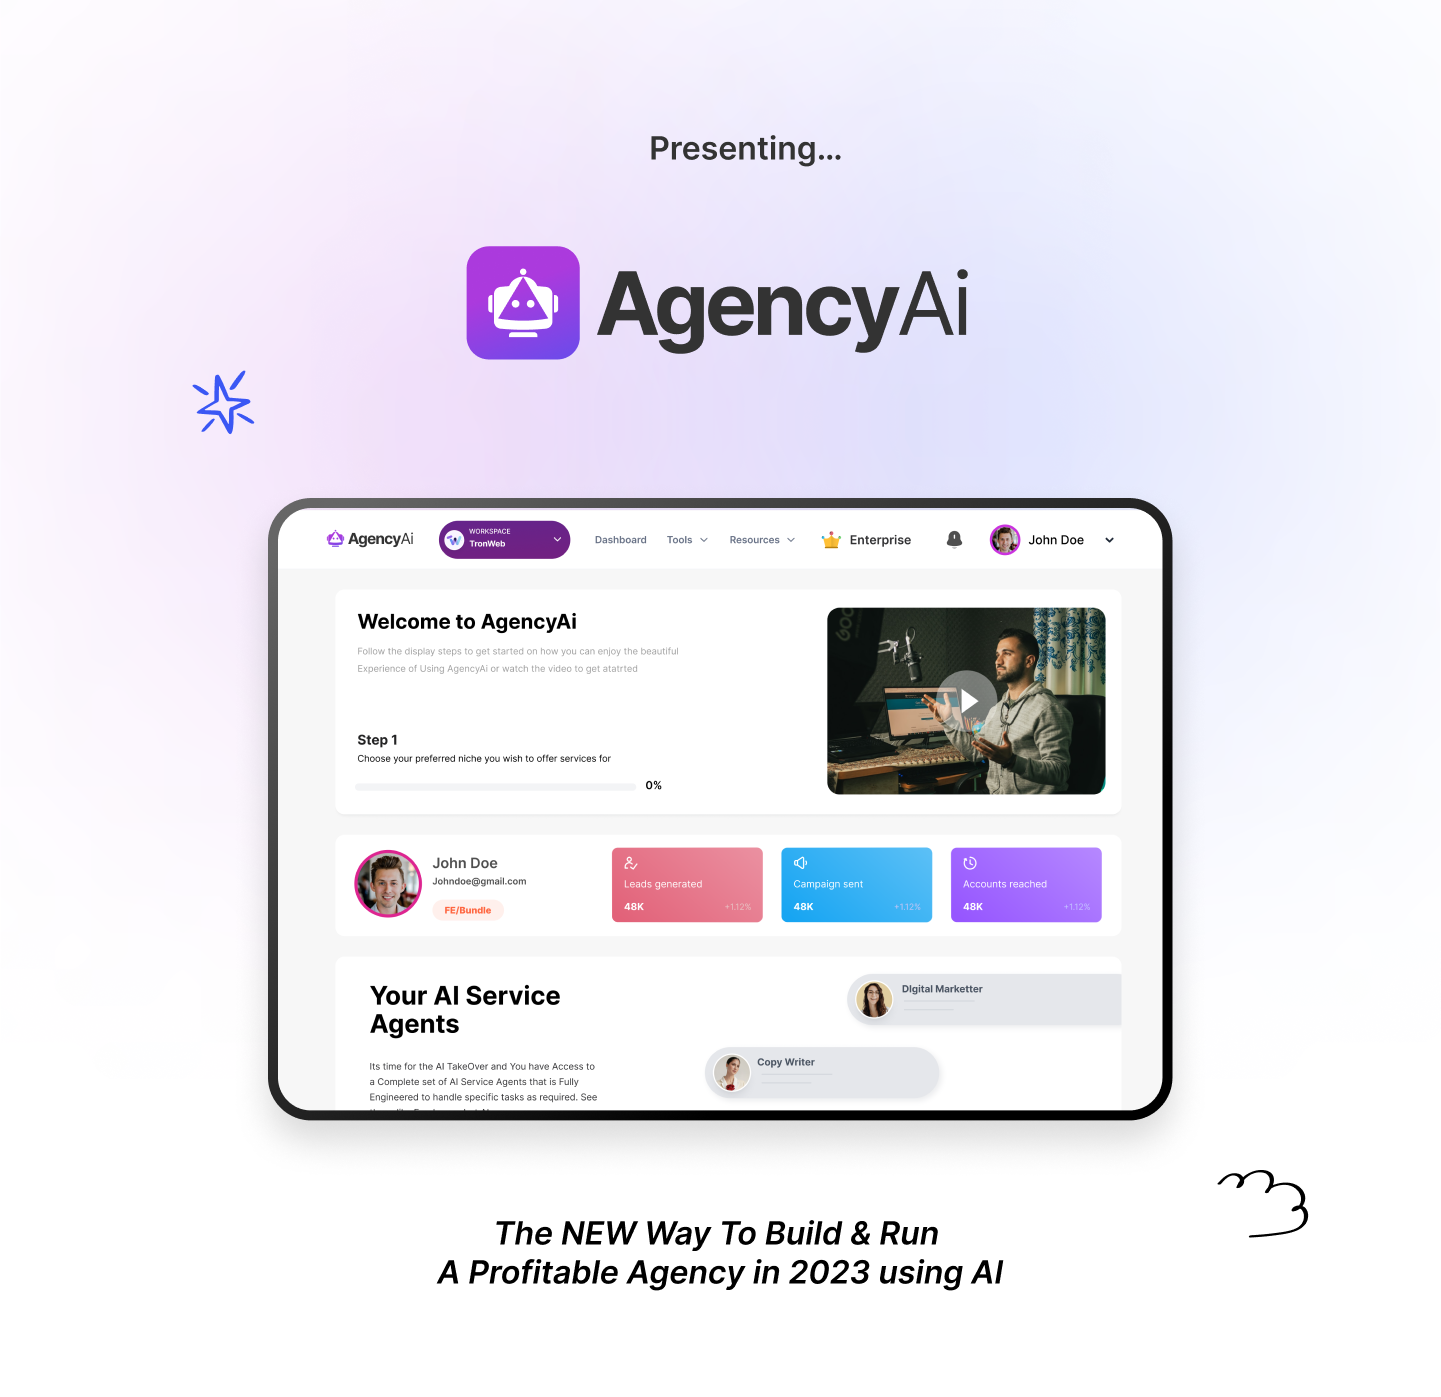 Presenting...
AgencyAi
AgencyAi
WORKSPACE
TronWeb
Dashboard
Tools
Resources
Enterprise
John Doe
Welcome to AgencyAi
Follow the display steps to get started on how you can enjoy the beautiful
Experience of Using AgencyAi or watch the video to get atatrted
Step 1
Choose your preferred niche you wish to offer services for
0%
John Doe
Johndoe@gmail.com
FE/Bundle
Leads generated
48K
+1.12%
Campaign sent
48K
+1.12%
Accounts reached
48K
+1.12%
Your AI Service
Agents
Its time for the AI TakeOver and You have Access to
a Complete set of AI Service Agents that is Fully
Engineered to handle specific tasks as required. See
DIgital Marketter
Copy Writer
The NEW Way To Build & Run
A Profitable Agency in 2023 using AI